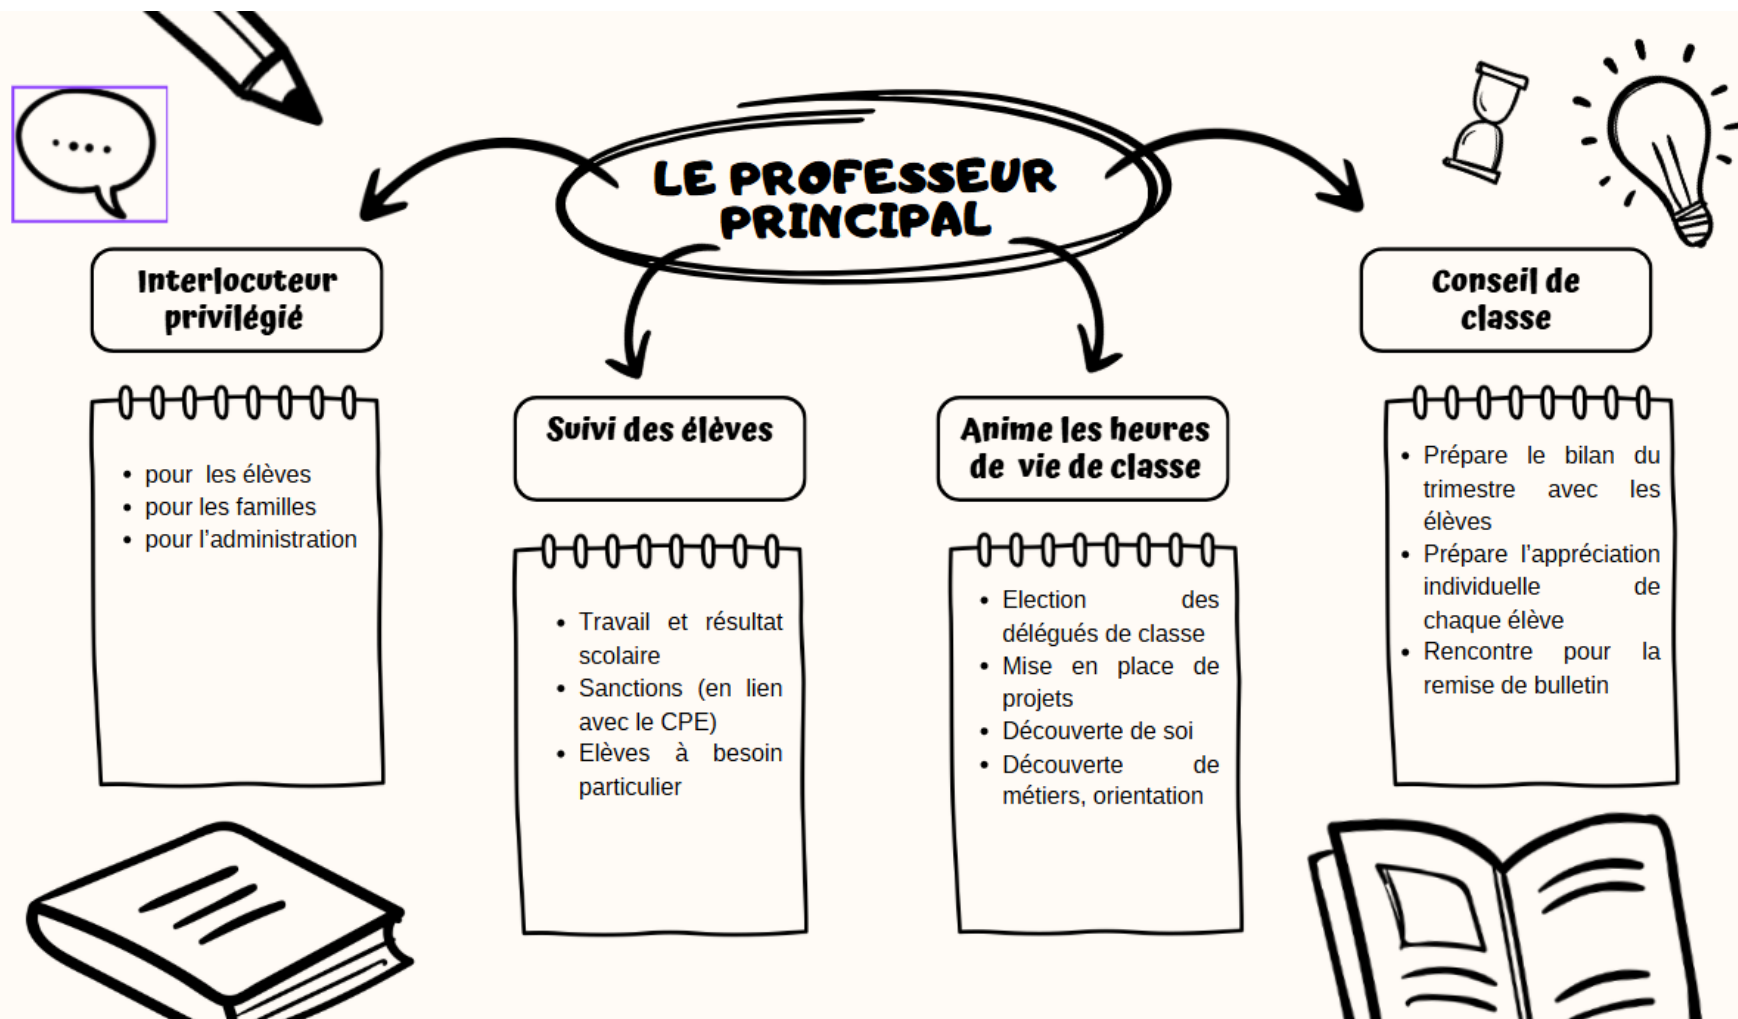 LE PROFESSEUR
PRINCIPAL
Interlocuteur
privilégié
• pour les élèves
• pour les familles
• pour l'administration
Suivi des élèves
• Travail et résultat
scolaire
• Sanctions (en lien
avec le CPE)
• Elèves à besoin
particulier
Anime les heures
de vie de classe
• Election des
délégués de classe
• Mise en place de
projets
• Découverte de soi
• Découverte de
métiers, orientation
Conseil de
classe
• Prépare le bilan du
trimestre avec les
élèves
• Prépare l'appréciation
individuelle de
chaque élève
• Rencontre pour la
remise de bulletin